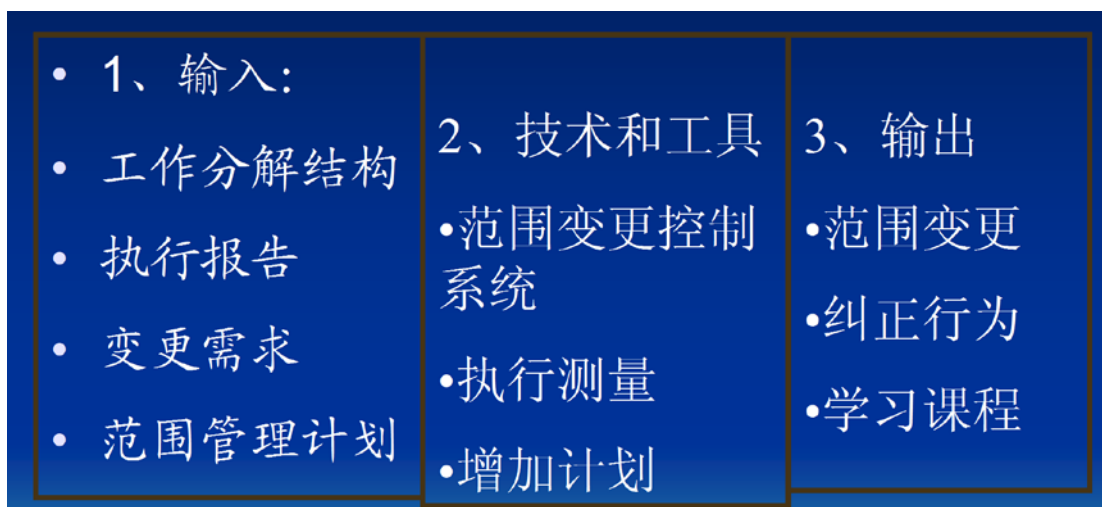 • 1、输入:
• 工作分解结构
• 执行报告
• 变更需求
• 范围管理计划
2、技术和工具
•范围变更控制
系统
•执行测量
•增加计划
3、输出
•范围变更
•纠正行为
•学习课程